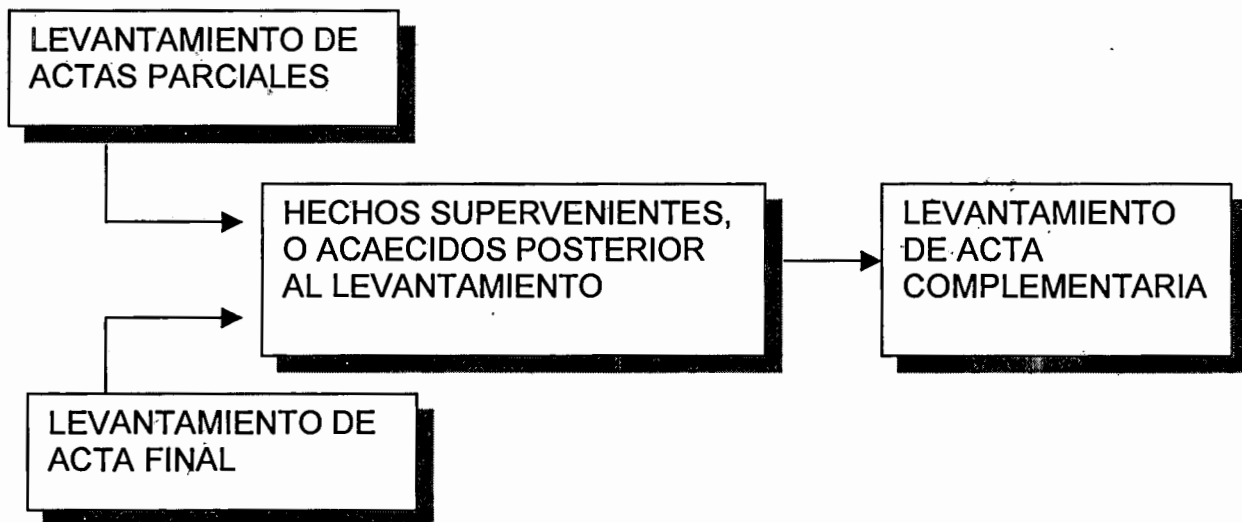 LEVANTAMIENTO DE
ACTAS PARCIALES
HECHOS SUPERVENIENTES,
O ACAECIDOS POSTERIOR
AL LEVANTAMIENTO
LEVANTAMIENTO
DE ACTA
COMPLEMENTARIA
LEVANTAMIENTO DE
ACTA FINAL